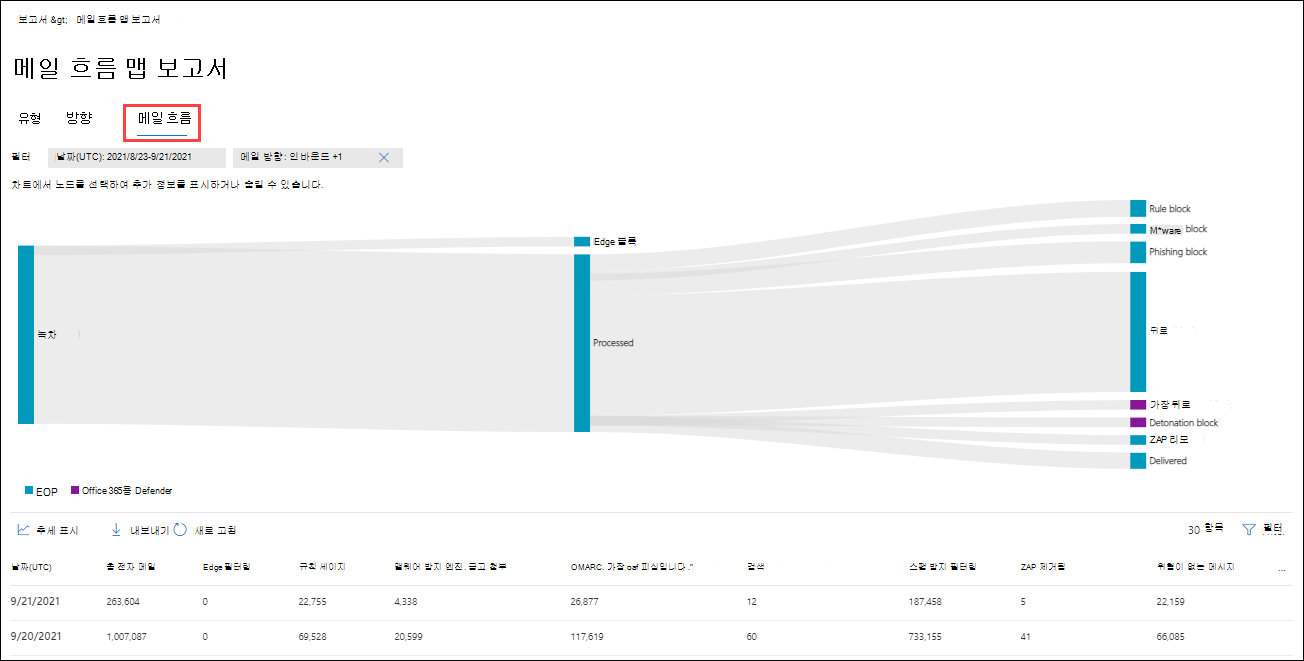 보고서 &gt; 메일 흐름 맵 보고서
메일 흐름 맵 보고서
유형 방향 메일 흐름
필터 날짜(UTC): 2021/8/23-9/21/2021 메일 방향: 인바운드 +1
차트에서 노드를 선택하여 추가 정보를 표시하거나 숨길 수 있습니다.
Rule block
Edge 블록
M*ware block
Phishing block
녹차
Processed
뒤로
가장 뒤로
Detonation block
ZAP 리모
Delivered
EOP Office 365용 Defender
추세 표시 내보내기 새로 고침 30 항목 필터
날짜(UTC) 총 전자 메일 Edge 필터링 규칙 세이지 맬웨어 방지 엔진, 금고 첨부 OMARC. 가장 oaf 피싱입니다." 검색 스팸 방지 필터링 ZAP 제거됨 위협이 없는 메시지 ...
9/21/2021 263,604 0 22,755 4,338 26,877 12 187,458 5 22,159
9/20/2021 1,007,087 0 69,528 20,599 117,619 60 733,155 41 66,085